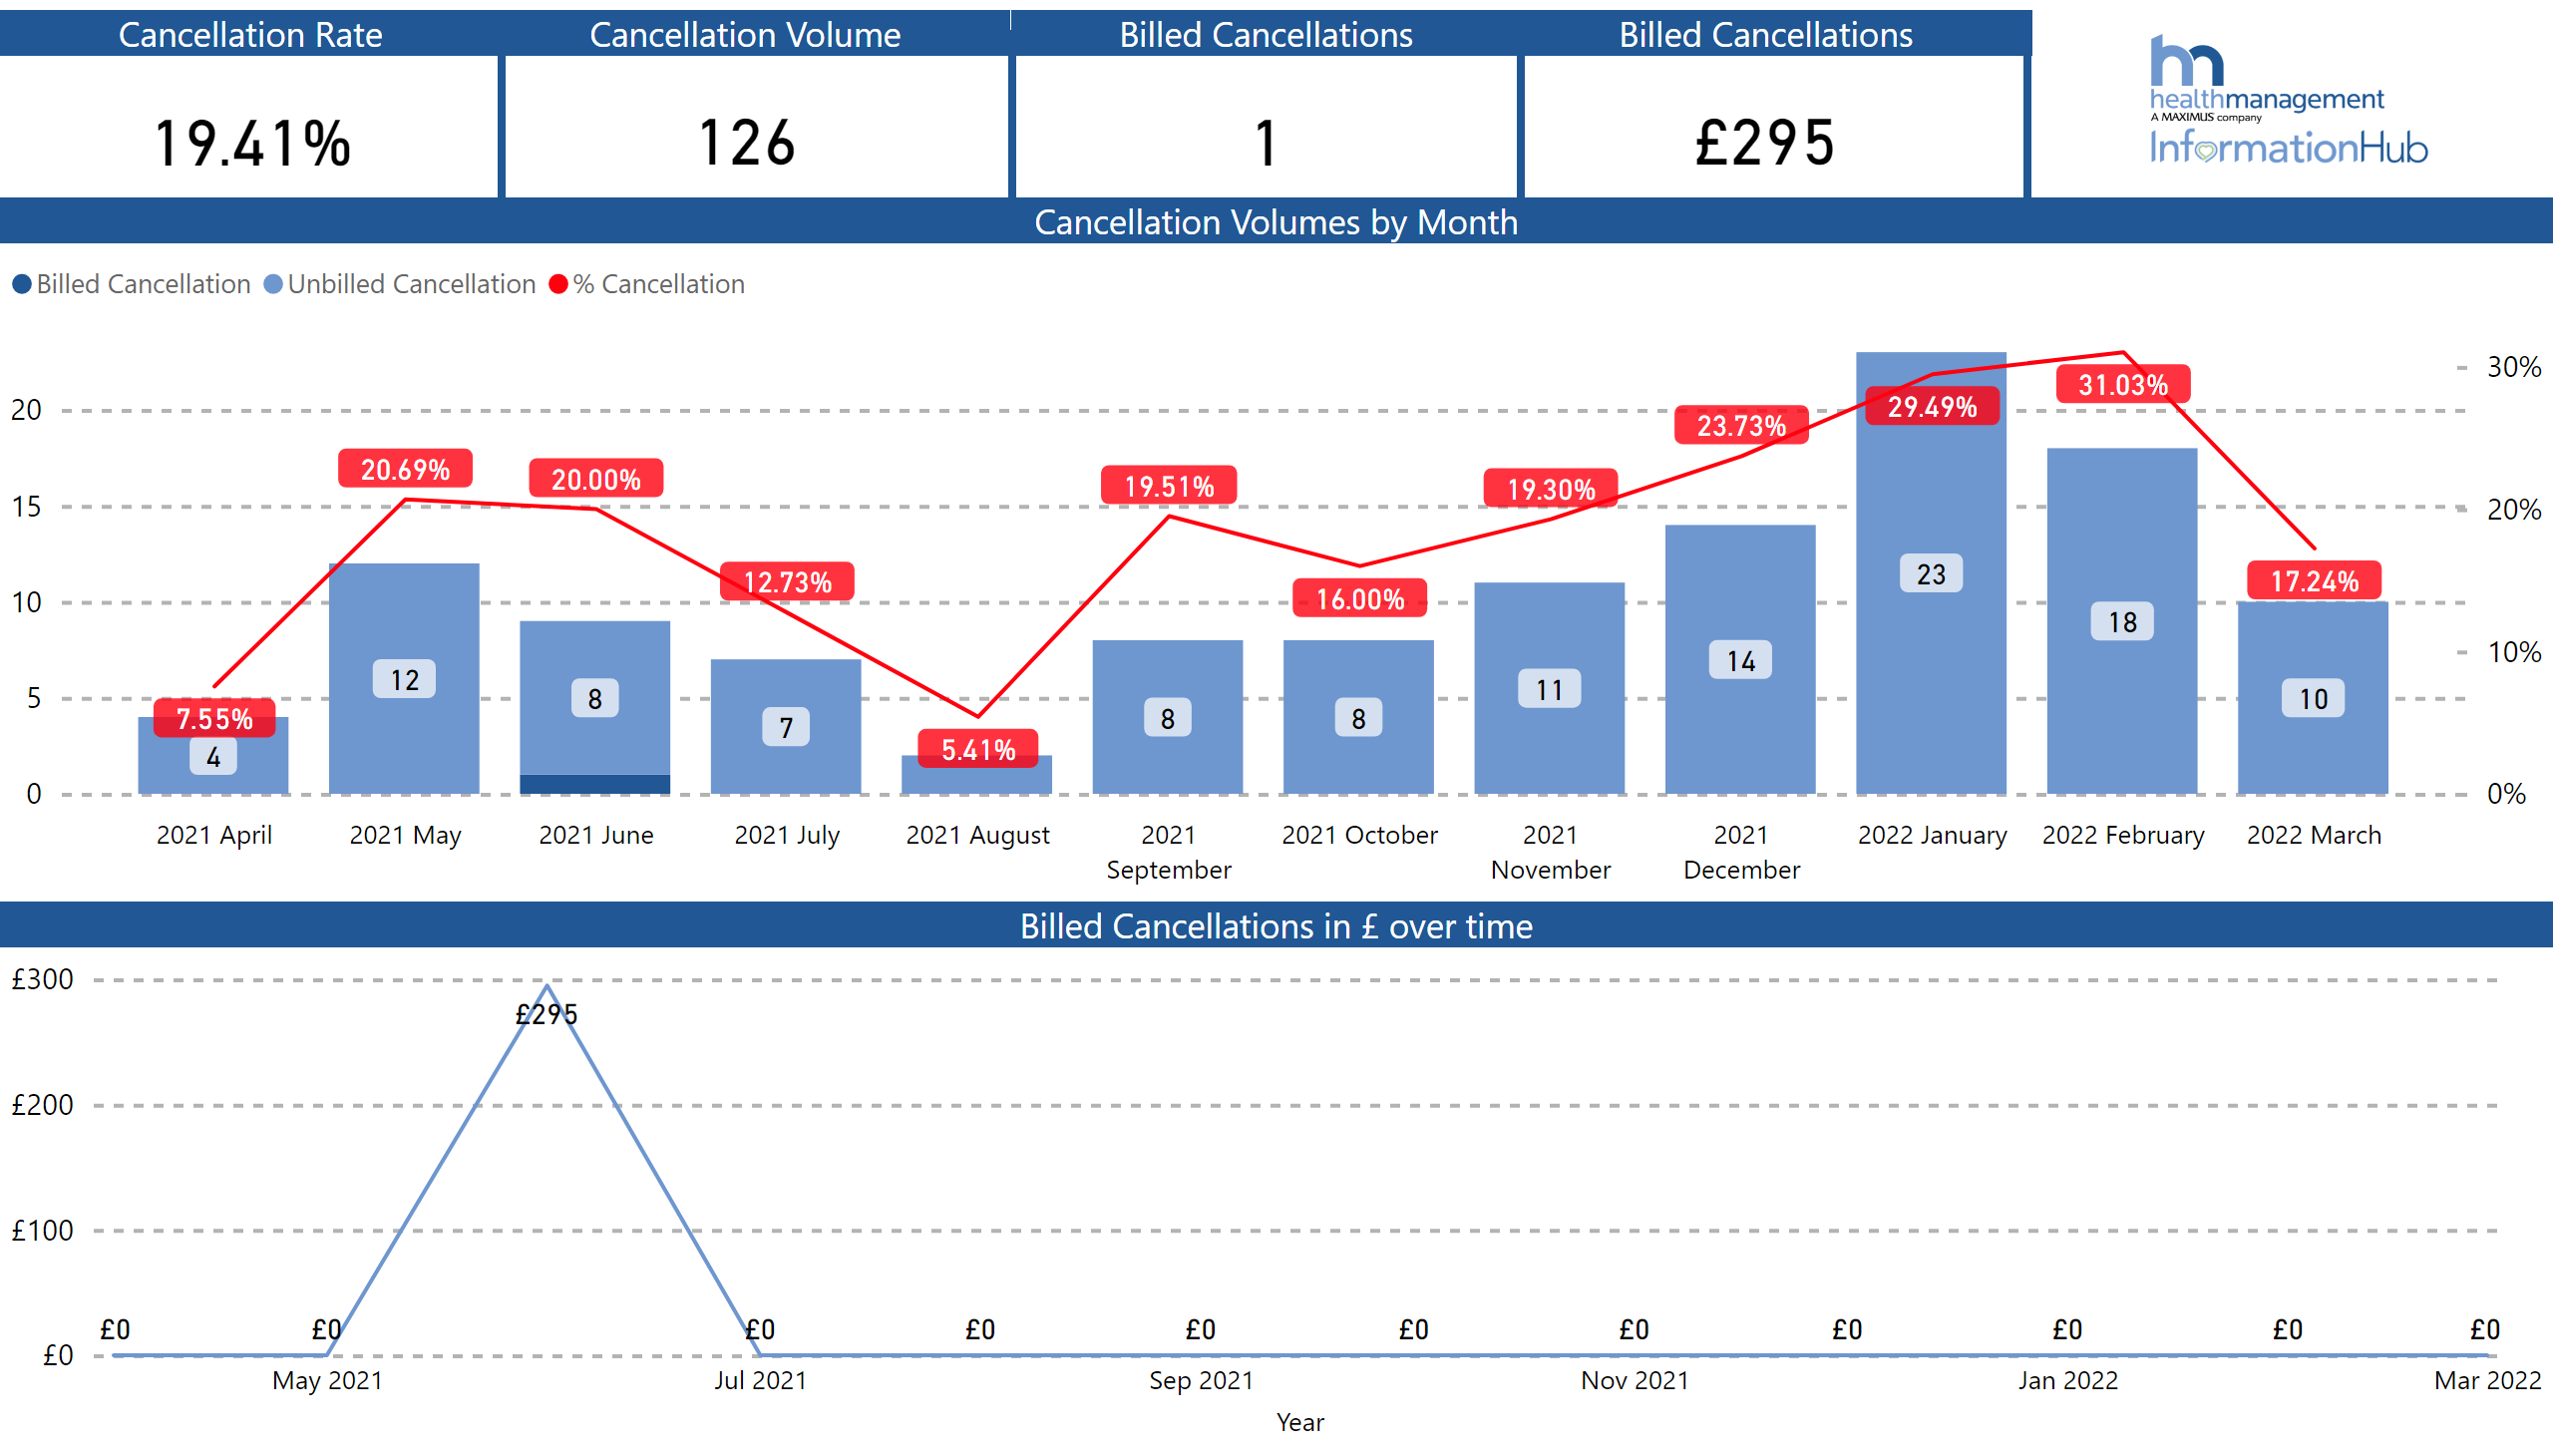 Cancellation Rate
Cancellation Volume
Billed Cancellations
Billed Cancellations
19.41%
126
1
£295
healthmanagement
A MAXIMUS company
InformationHub
Cancellation Volumes by Month
Billed Cancellation
Unbilled Cancellation
% Cancellation
20
15
10
5
0
30%
20%
10%
0%
7.55%
20.69%
20.00%
12.73%
5.41%
19.51%
16.00%
19.30%
23.73%
29.49%
31.03%
17.24%
4
12
8
7
8
8
11
14
23
18
10
2021 April
2021 May
2021 June
2021 July
2021 August
2021
September
2021 October
2021
November
2021
December
2022 January
2022 February
2022 March
Billed Cancellations in £ over time
£300
£200
£100
£0
£0
£0
£295
£0
£0
£0
£0
£0
£0
£0
£0
£0
May 2021
Jul 2021
Sep 2021
Nov 2021
Jan 2022
Mar 2022
Year